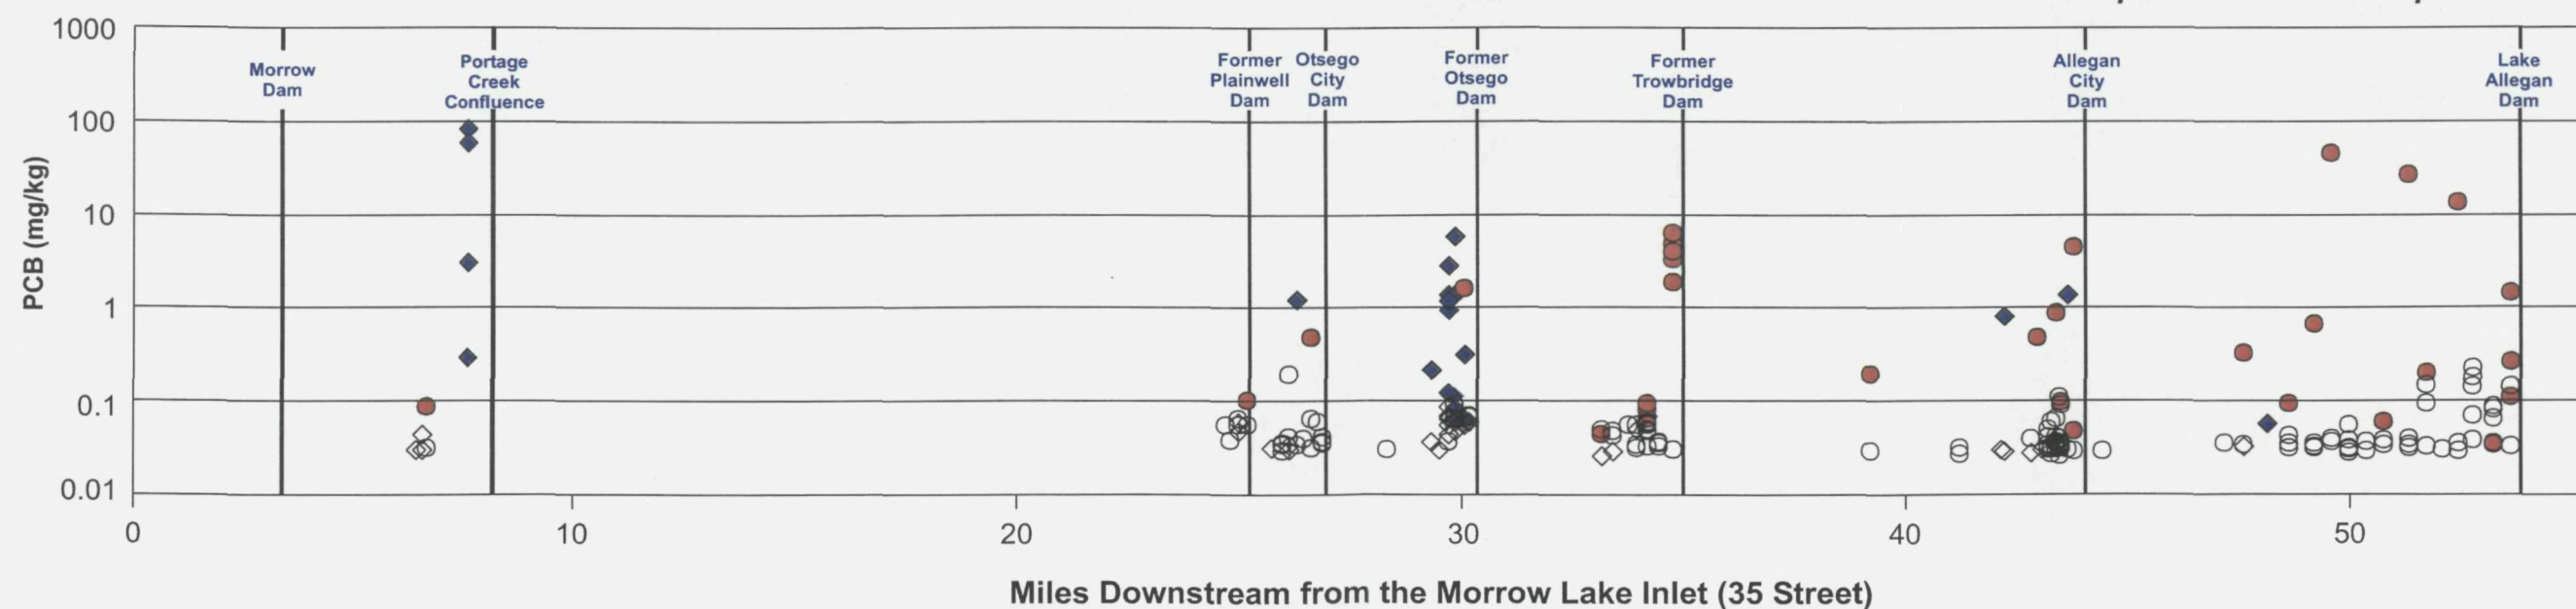 1000
100
10
1
0.1
0.01
PCB (mg/kg)
Morrow
Dam
Portage
Creek
Confluence
Former
Plainwell
Dam
Otsego
City
Dam
Former
Otsego
Dam
Former
Trowbridge
Dam
Allegan
City
Dam
Lake
Allegan
Dam
0 10 20 30 40 50
Miles Downstream from the Morrow Lake Inlet (35 Street)